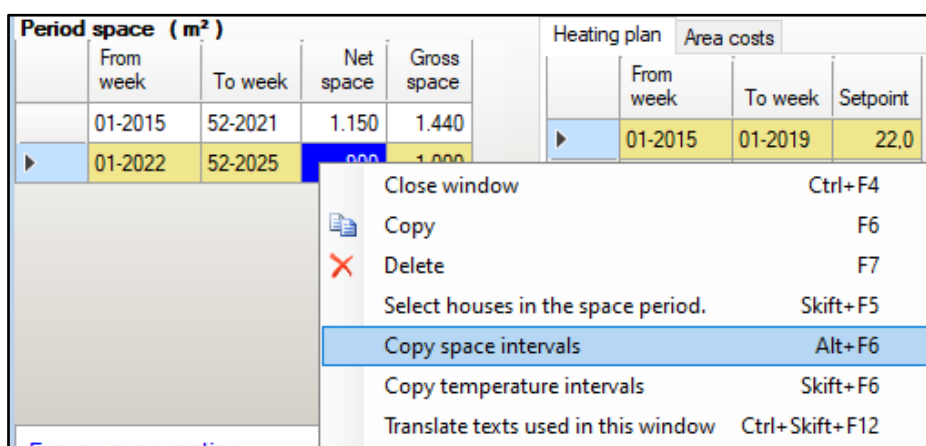 Period space ( m² )
Heating plan Area costs
From week To week Net space Gross space
From week To week Setpoint
01-2015 52-2021 1.150 1.440
01-2015 01-2019 22,0
01-2022 52-2025
Close window Ctrl+F4
Copy F6
Delete F7
Select houses in the space period. Skift+F5
Copy space intervals Alt+F6
Copy temperature intervals Skift+F6
Translate texts used in this window Ctrl+Skift+F12